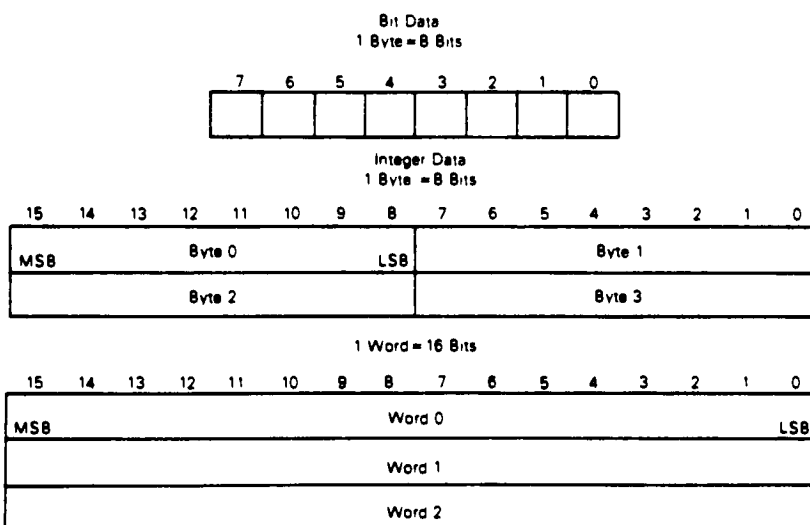 Bit Data
1 Byte = 8 Bits
7 6 5 4 3 2 1 0
Integer Data
1 Byte = 8 Bits
15 14 13 12 11 10 9 8 7 6 5 4 3 2 1 0
MSB Byte 0 LSB Byte 1
Byte 2 Byte 3
1 Word = 16 Bits
15 14 13 12 11 10 9 8 7 6 5 4 3 2 1 0
MSB Word 0 LSB
Word 1
Word 2